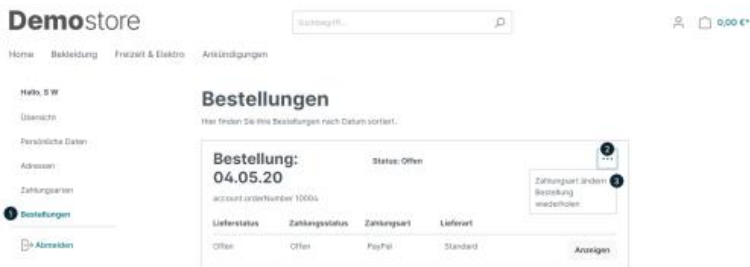 Demostore
Suchbegriff...
0,00 €*
Home Bekleidung Freizeit & Elektro Ankündigungen
Hallo, S W
Übersicht
Persönliche Daten
Adressen
Zahlungsarten
1 Bestellungen
Abmelden
Bestellungen
Hier finden Sie Ihre Bestellungen nach Datum sortiert.
Bestellung:
04.05.20
Status: Offen
2
...
account.orderNumber 10004
Zahlungsart ändern 3
Bestellung
wiederholen
Lieferstatus Zahlungsstatus Zahlungsart Lieferart
Offen Offen PayPal Standard
Anzeigen